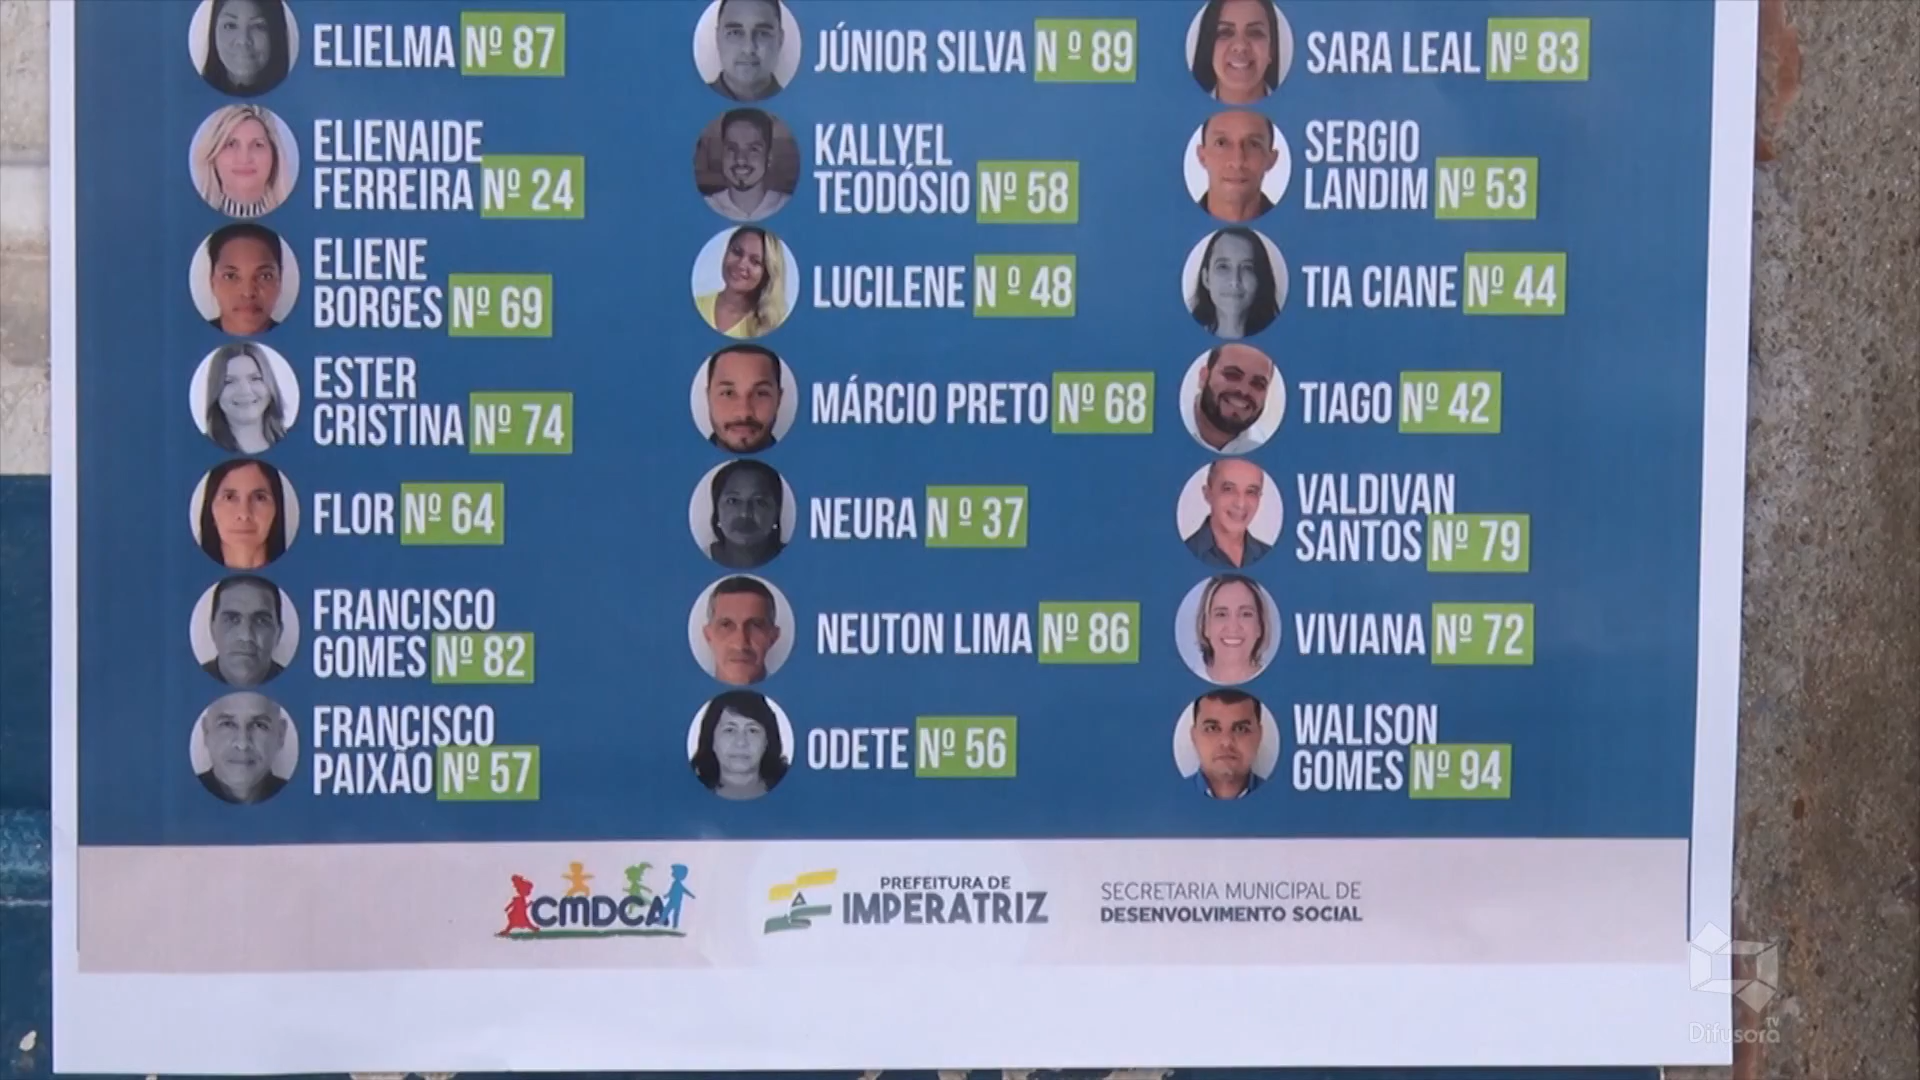 ELIELMA Nº 87
ELIENAIDE
FERREIRA Nº 24
ELIENE
BORGES Nº 69
ESTER
CRISTINA Nº 74
FLOR Nº 64
FRANCISCO
GOMES Nº 82
FRANCISCO
PAIXÃO Nº 57
JÚNIOR SILVA N º 89
KALLYEL
TEODÓSIO Nº 58
LUCILENE N º 48
MÁRCIO PRETO Nº 68
NEURA N º 37
NEUTON LIMA Nº 86
ODETE Nº 56
SARA LEAL Nº 83
SERGIO
LANDIM Nº 53
TIA CIANE Nº 44
TIAGO Nº 42
VALDIVAN
SANTOS Nº 79
VIVIANA Nº 72
WALISON
GOMES Nº 94
CMDCA
PREFEITURA DE
IMPERATRIZ
SECRETARIA MUNICIPAL DE
DESENVOLVIMENTO SOCIAL
TV
Difusora